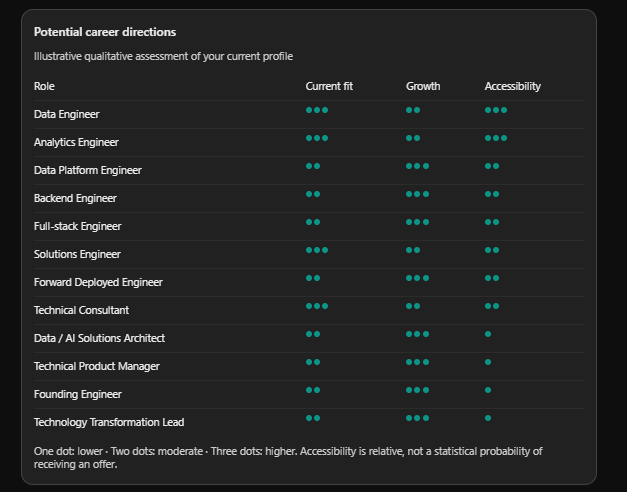 Potential career directions
Illustrative qualitative assessment of your current profile
Role Current fit Growth Accessibility
Data Engineer ●●● ●● ●●●
Analytics Engineer ●●● ●● ●●●
Data Platform Engineer ●● ●●● ●●
Backend Engineer ●● ●●● ●●
Full-stack Engineer ●● ●●● ●●
Solutions Engineer ●●● ●● ●●
Forward Deployed Engineer ●● ●●● ●●
Technical Consultant ●●● ●● ●●
Data / AI Solutions Architect ●● ●●● ●
Technical Product Manager ●● ●●● ●
Founding Engineer ●● ●●● ●
Technology Transformation Lead ●● ●●● ●
One dot: lower · Two dots: moderate · Three dots: higher. Accessibility is relative, not a statistical probability of
receiving an offer.